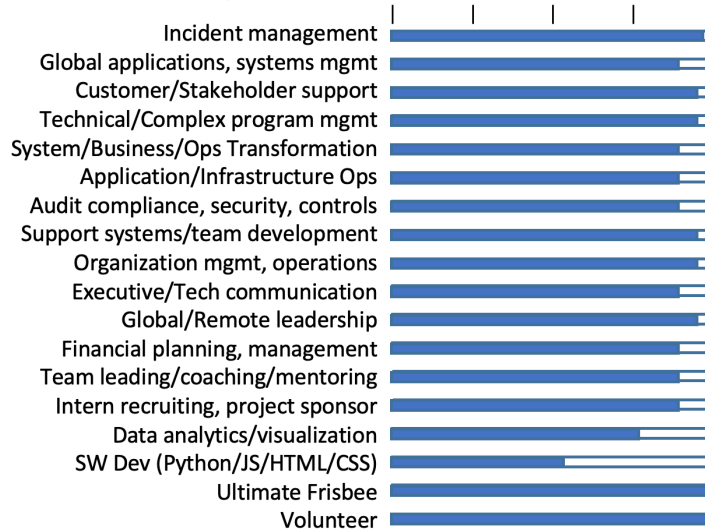 Incident management
Global applications, systems mgmt
Customer/Stakeholder support
Technical/Complex program mgmt
System/Business/Ops Transformation
Application/Infrastructure Ops
Audit compliance, security, controls
Support systems/team development
Organization mgmt, operations
Executive/Tech communication
Global/Remote leadership
Financial planning, management
Team leading/coaching/mentoring
Intern recruiting, project sponsor
Data analytics/visualization
SW Dev (Python/JS/HTML/CSS)
Ultimate Frisbee
Volunteer